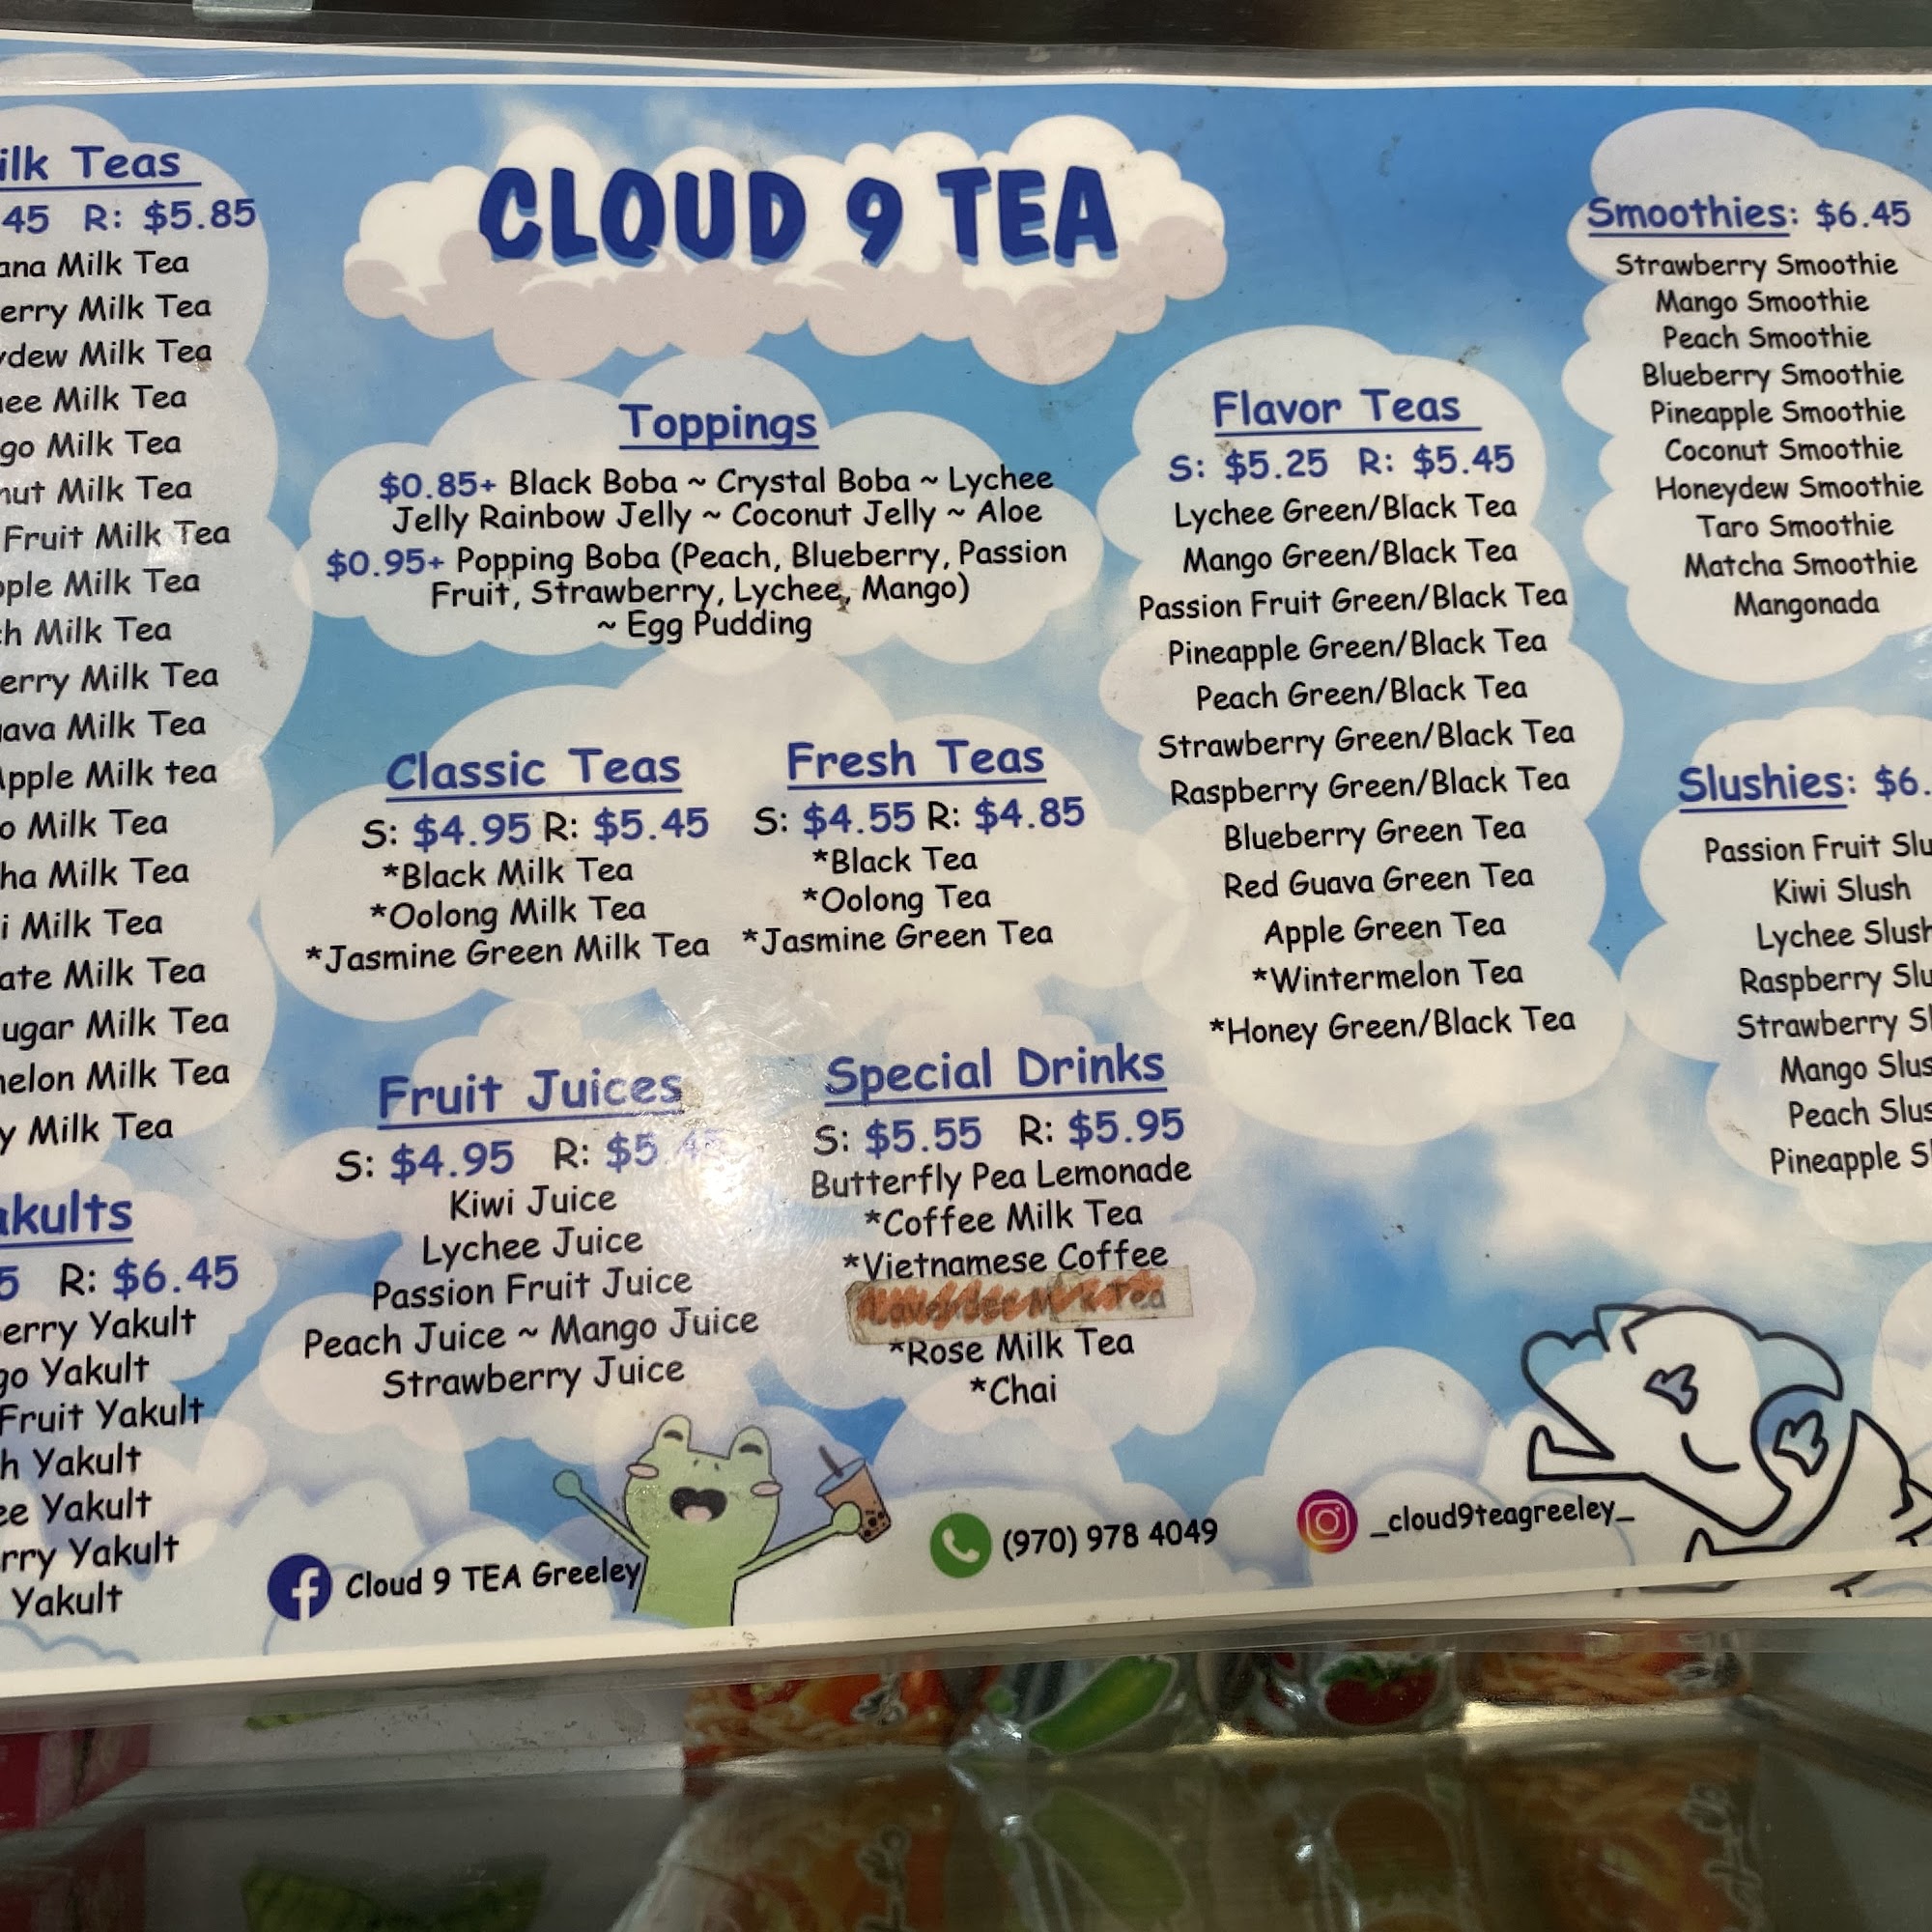 ilk Teas
45 R: $5.85
ana Milk Tea
erry Milk Tea
ydew Milk Tea
ee Milk Tea
go Milk Tea
nut Milk Tea
Fruit Milk Tea
pple Milk Tea
ch Milk Tea
erry Milk Tea
uava Milk Tea
Apple Milk tea
o Milk Tea
ha Milk Tea
i Milk Tea
ate Milk Tea
ugar Milk Tea
melon Milk Tea
y Milk Tea
akults
5 R: $6.45
erry Yakult
go Yakult
Fruit Yakult
h Yakult
ee Yakult
rry Yakult
Yakult
CLOUD 9 TEA
Toppings
$0.85+ Black Boba ~ Crystal Boba ~ Lychee
Jelly Rainbow Jelly ~ Coconut Jelly ~ Aloe
$0.95+ Popping Boba (Peach, Blueberry, Passion
Fruit, Strawberry, Lychee, Mango)
~ Egg Pudding
Classic Teas
S: $4.95 R: $5.45
*Black Milk Tea
*Oolong Milk Tea
*Jasmine Green Milk Tea
Fresh Teas
S: $4.55 R: $4.85
*Black Tea
*Oolong Tea
*Jasmine Green Tea
Fruit Juices
S: $4.95 R: $5.45
Kiwi Juice
Lychee Juice
Passion Fruit Juice
Peach Juice ~ Mango Juice
Strawberry Juice
Special Drinks
S: $5.55 R: $5.95
Butterfly Pea Lemonade
*Coffee Milk Tea
*Vietnamese Coffee
Lavender Milk Tea
*Rose Milk Tea
*Chai
Flavor Teas
S: $5.25 R: $5.45
Lychee Green/Black Tea
Mango Green/Black Tea
Passion Fruit Green/Black Tea
Pineapple Green/Black Tea
Peach Green/Black Tea
Strawberry Green/Black Tea
Raspberry Green/Black Tea
Blueberry Green Tea
Red Guava Green Tea
Apple Green Tea
*Wintermelon Tea
*Honey Green/Black Tea
Smoothies: $6.45
Strawberry Smoothie
Mango Smoothie
Peach Smoothie
Blueberry Smoothie
Pineapple Smoothie
Coconut Smoothie
Honeydew Smoothie
Taro Smoothie
Matcha Smoothie
Mangonada
Slushies: $6.
Passion Fruit Slu
Kiwi Slush
Lychee Slush
Raspberry Slu
Strawberry Sl
Mango Slus
Peach Slus
Pineapple Sl
Cloud 9 TEA Greeley
(970) 978 4049
_cloud9teagreeley_